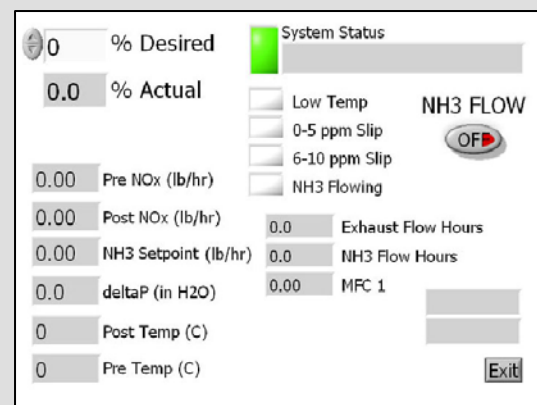 0 % Desired
0.0 % Actual
System Status
Low Temp
0-5 ppm Slip
6-10 ppm Slip
NH3 Flowing
NH3 FLOW
OFF
0.00 Pre NOx (lb/hr)
0.00 Post NOx (lb/hr)
0.00 NH3 Setpoint (lb/hr)
0.0 deltaP (in H2O)
0 Post Temp (C)
0 Pre Temp (C)
0.0 Exhaust Flow Hours
0.0 NH3 Flow Hours
0.00 MFC 1
Exit